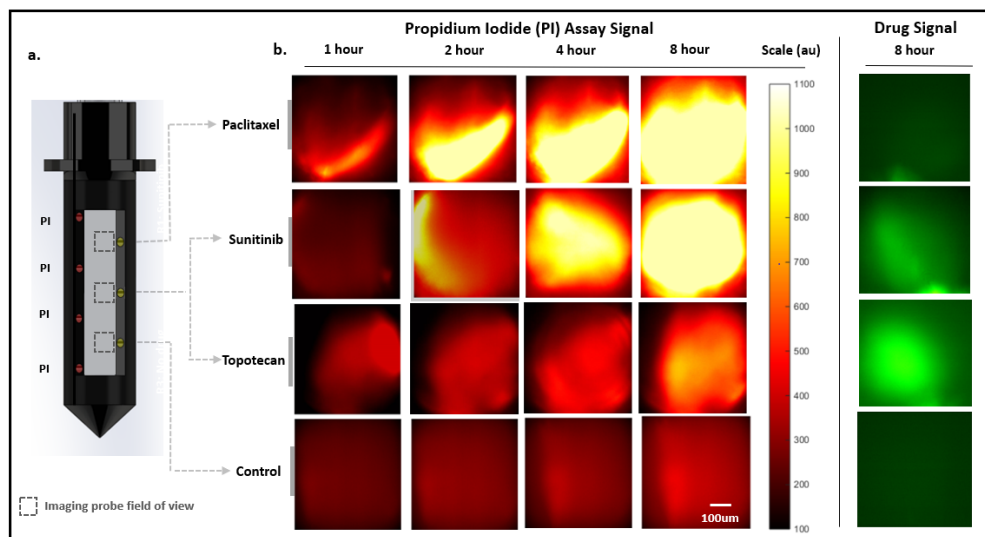 Propidium Iodide (PI) Assay Signal
Drug Signal
a.
b.
1 hour
2 hour
4 hour
8 hour
Scale (au)
8 hour
Paclitaxel
Sunitinib
Topotecan
Control
PI
PI
PI
PI
1100
1000
900
800
700
600
500
400
300
200
100
100um
Imaging probe field of view